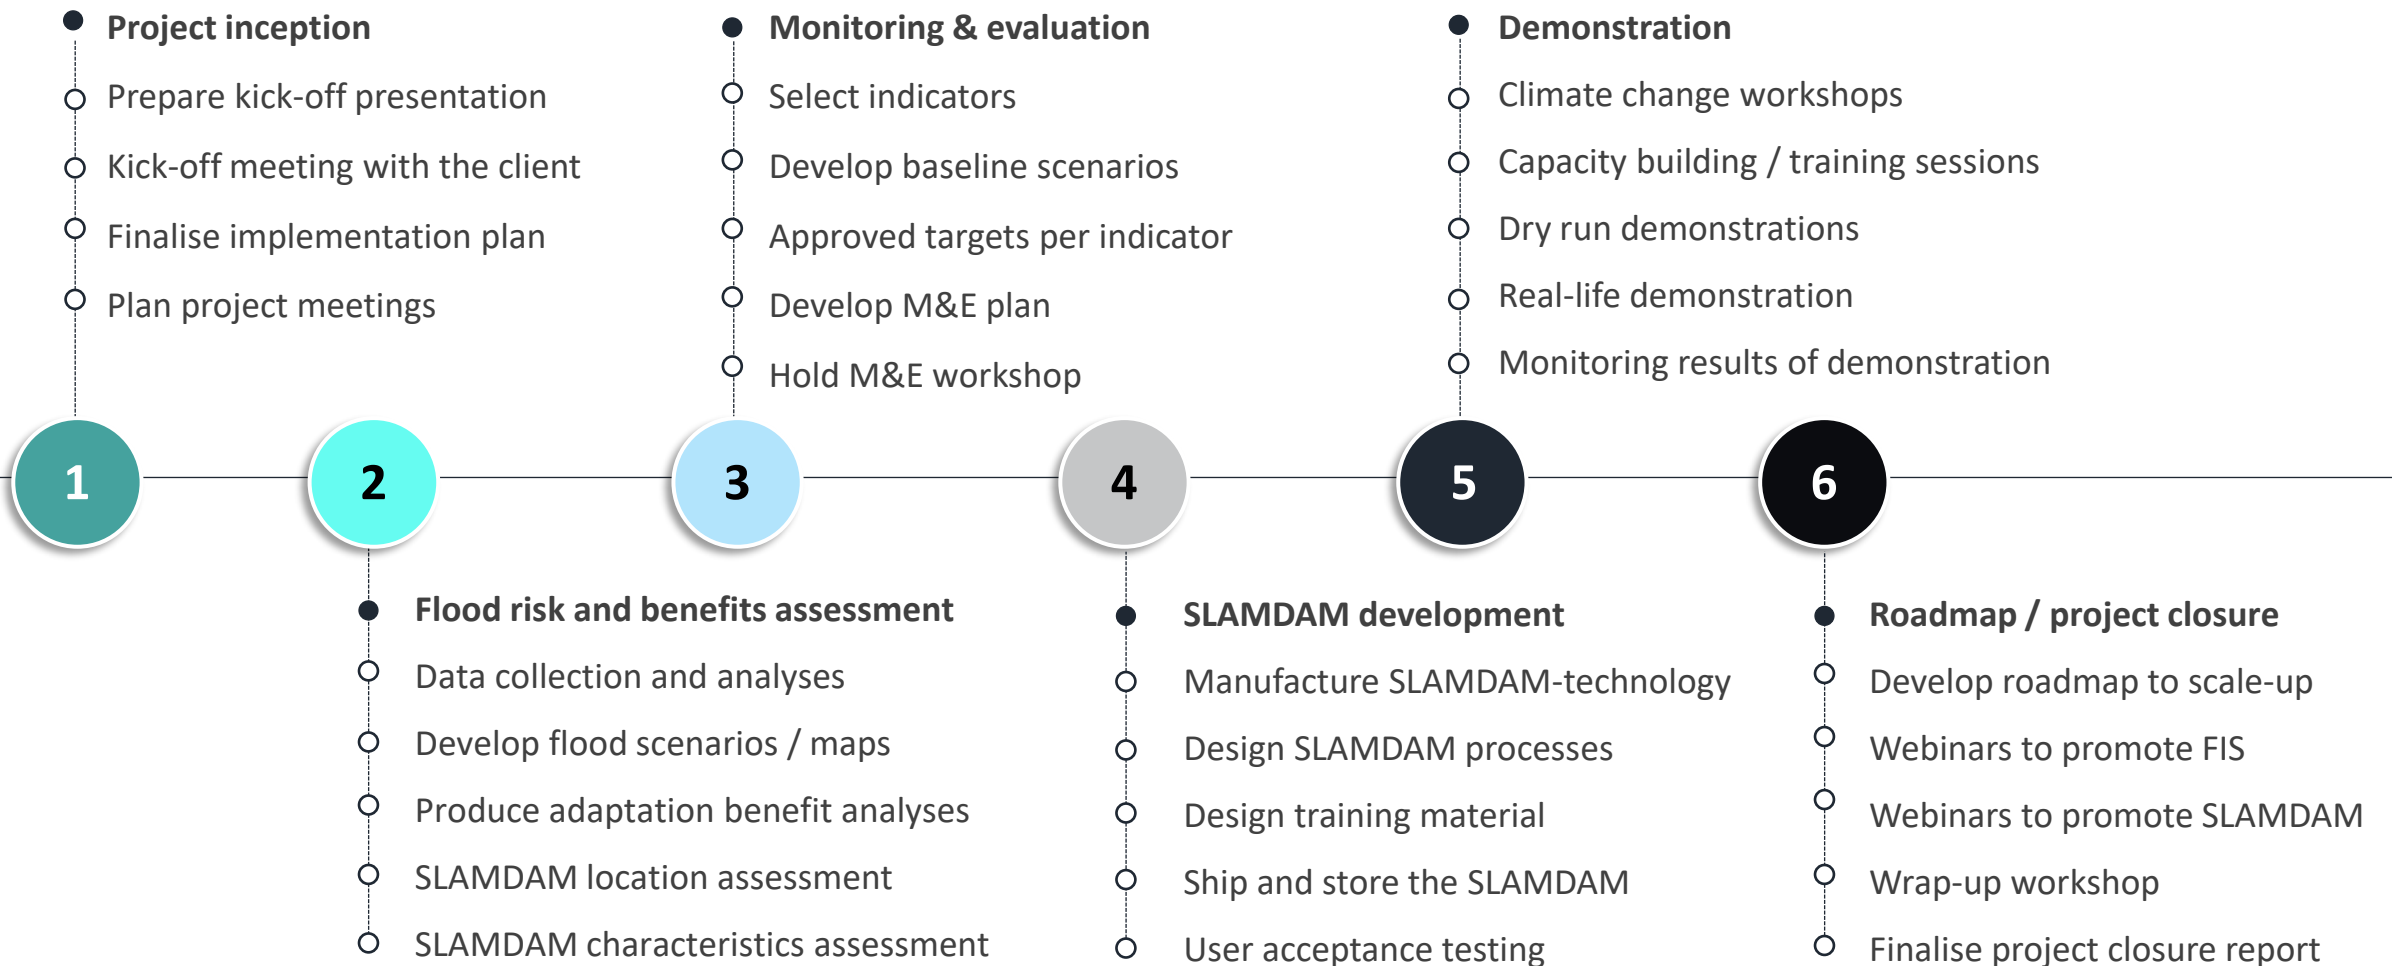 Project inception
Prepare kick-off presentation
Kick-off meeting with the client
Finalise implementation plan
Plan project meetings
Monitoring & evaluation
Select indicators
Develop baseline scenarios
Approved targets per indicator
Develop M&E plan
Hold M&E workshop
Demonstration
Climate change workshops
Capacity building / training sessions
Dry run demonstrations
Real-life demonstration
Monitoring results of demonstration
1
2
3
4
5
6
Flood risk and benefits assessment
Data collection and analyses
Develop flood scenarios / maps
Produce adaptation benefit analyses
SLAMDAM location assessment
SLAMDAM characteristics assessment
SLAMDAM development
Manufacture SLAMDAM-technology
Design SLAMDAM processes
Design training material
Ship and store the SLAMDAM
User acceptance testing
Roadmap / project closure
Develop roadmap to scale-up
Webinars to promote FIS
Webinars to promote SLAMDAM
Wrap-up workshop
Finalise project closure report